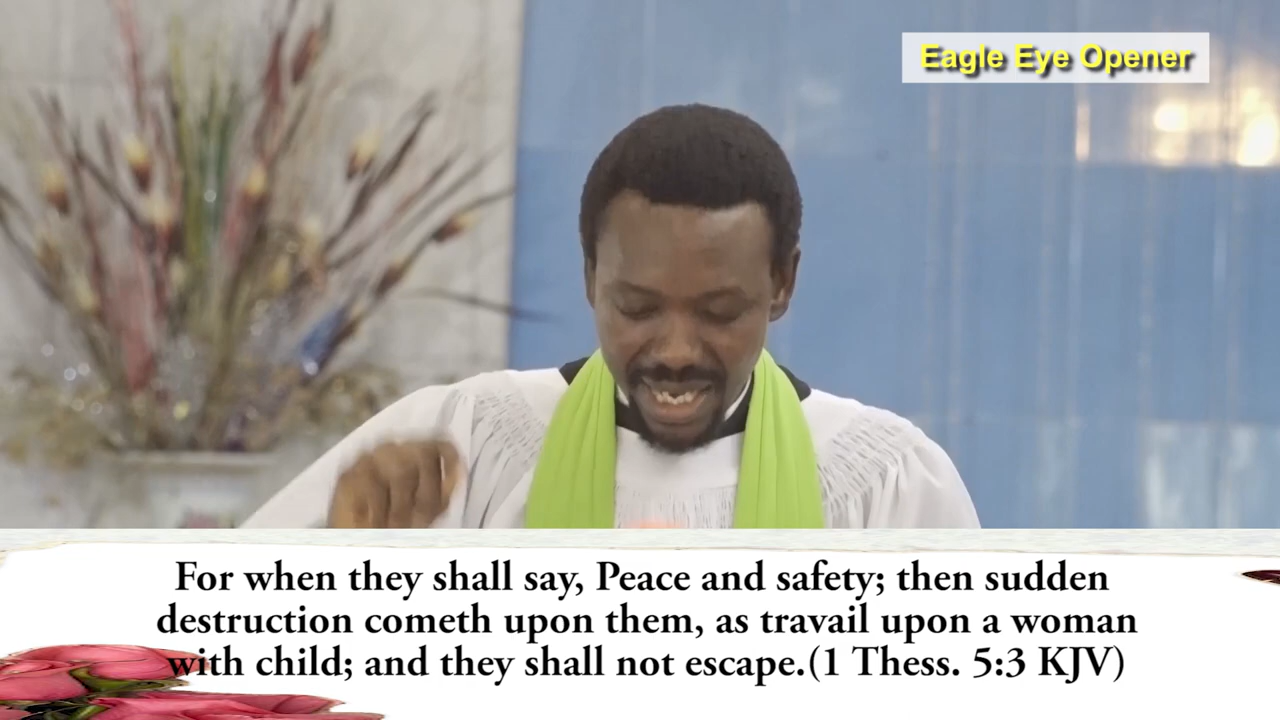 Eagle Eye Opener
For when they shall say, Peace and safety; then sudden
destruction cometh upon them, as travail upon a woman
with child; and they shall not escape.(1 Thess. 5:3 KJV)